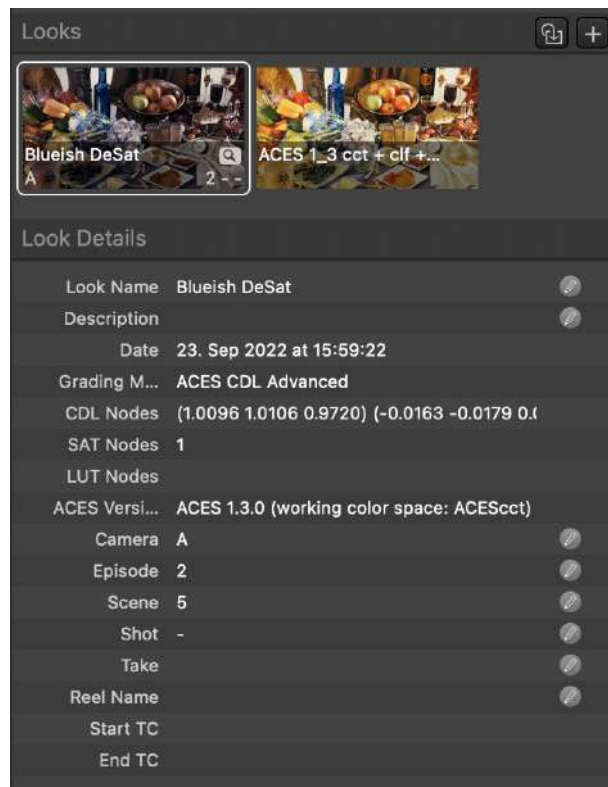 Looks
Blueish DeSat
A 2 - -
ACES 1_3 cct + clf +...
Look Details
Look Name Blueish DeSat
Description
Date 23. Sep 2022 at 15:59:22
Grading M... ACES CDL Advanced
CDL Nodes (1.0096 1.0106 0.9720) (-0.0163 -0.0179 0.0
SAT Nodes 1
LUT Nodes
ACES Versi... ACES 1.3.0 (working color space: ACEScct)
Camera A
Episode 2
Scene 5
Shot -
Take
Reel Name
Start TC
End TC